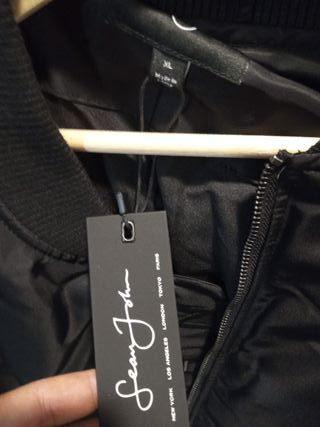 XL
Sean John
NEW YORK LOS ANGELES LONDON TOKYO PARIS